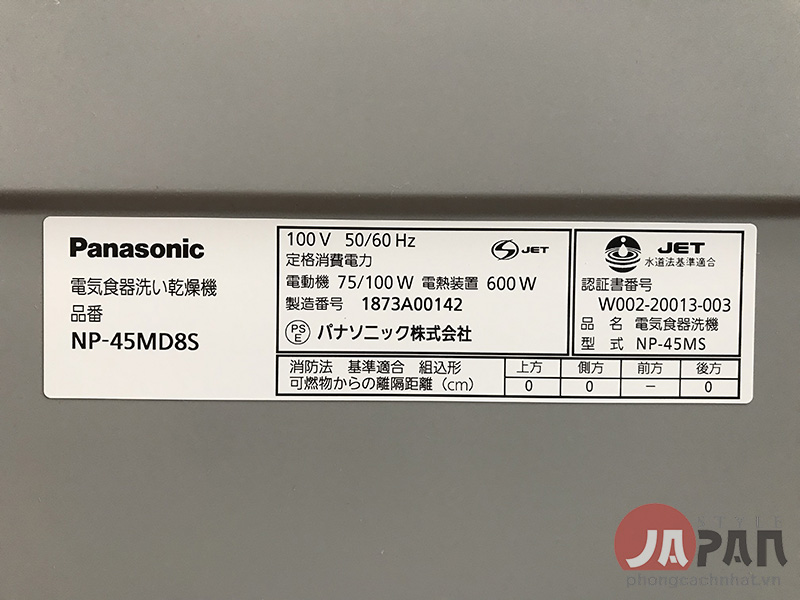 Panasonic
電気食器洗い乾燥機
品番
NP-45MD8S
100V 50/60Hz
定格消費電力
電動機 75/100W 電熱装置 600W
製造番号 1873A00142
PSE パナソニック株式会社
JET
JET
水道法基準適合
認証書番号
W002-20013-003
品名 電気食器洗機
型式 NP-45MS
消防法 基準適合 組込形
可燃物からの離隔距離(cm)
上方 側方 前方 後方
0 0 − 0
STYLE
JAPAN
phongcachnhat.vn